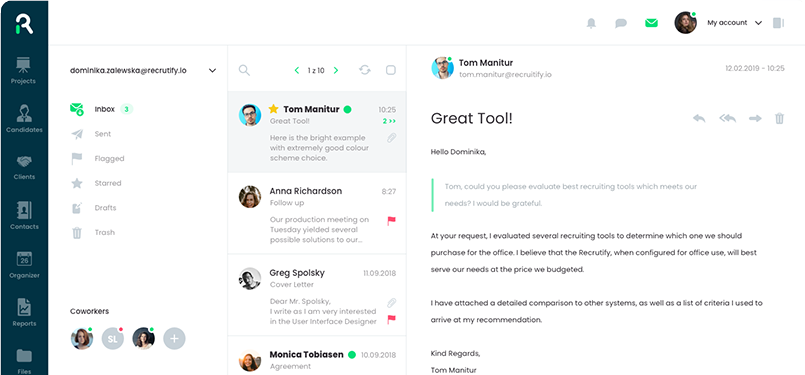 R
My account
Projects
Candidates
Clients
Contacts
26
Organizer
Reports
Files
dominika.zalewska@recrutify.io
Inbox 3
Sent
Flagged
Starred
Drafts
Trash
Coworkers
SL
+
1 z 10
Tom Manitur 10:25
Great Tool! 2 >>
Here is the bright example
with extremely good colour
scheme choice.
Anna Richardson 8:27
Follow up
Our production meeting on
Tuesday yielded several
possible solutions to our...
Greg Spolsky 11.09.2018
Cover Letter
Dear Mr. Spolsky,
I write as I am very interested
in the User Interface Designer
Monica Tobiasen 10.09.2018
Agreement
Tom Manitur
tom.manitur@recruitify.io
12.02.2019 - 10:25
Great Tool!
Hello Dominika,
Tom, could you please evaluate best recruiting tools which meets our
needs? I would be grateful.
At your request, I evaluated several recruiting tools to determine which one we should
purchase for the office. I believe that the Recrutify, when configured for office use, will best
serve our needs at the price we budgeted.
I have attached a detailed comparison to other systems, as well as a list of criteria I used to
arrive at my recommendation.
Kind Regards,
Tom Manitur